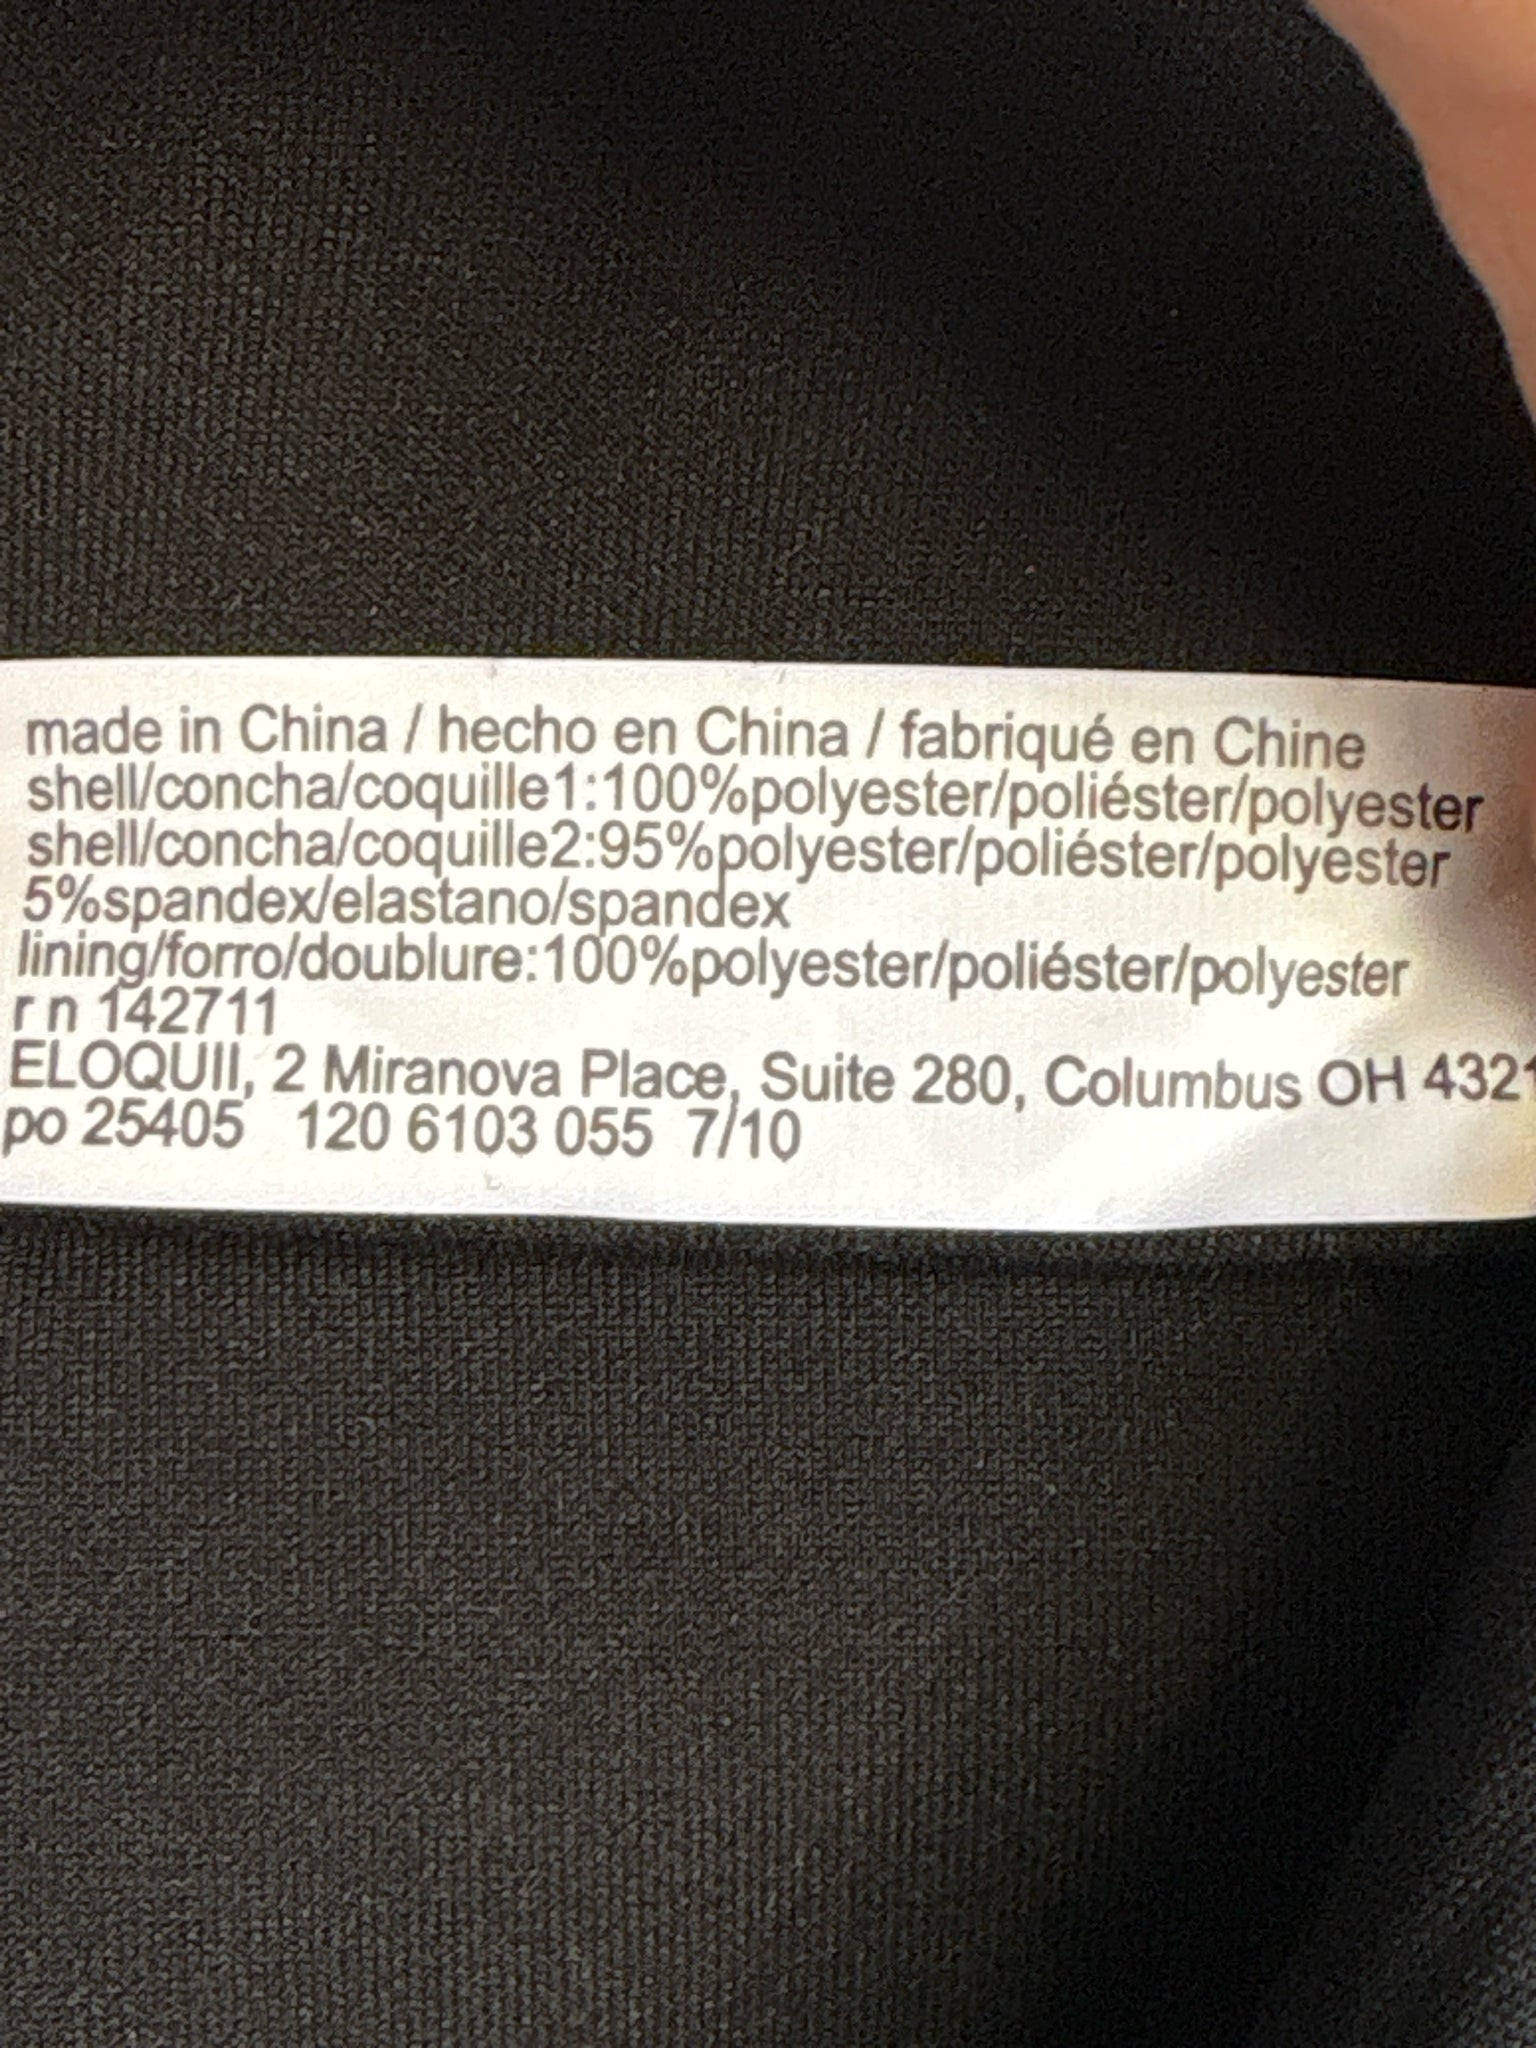 made in China / hecho en China / fabriqué en Chine
shell/concha/coquille1:100%polyester/poliéster/polyester
shell/concha/coquille2:95%polyester/poliéster/polyester
5%spandex/elastano/spandex
lining/forro/doublure:100%polyester/poliéster/polyester
r n 142711
ELOQUII, 2 Miranova Place, Suite 280, Columbus OH 4321
po 25405 120 6103 055 7/10